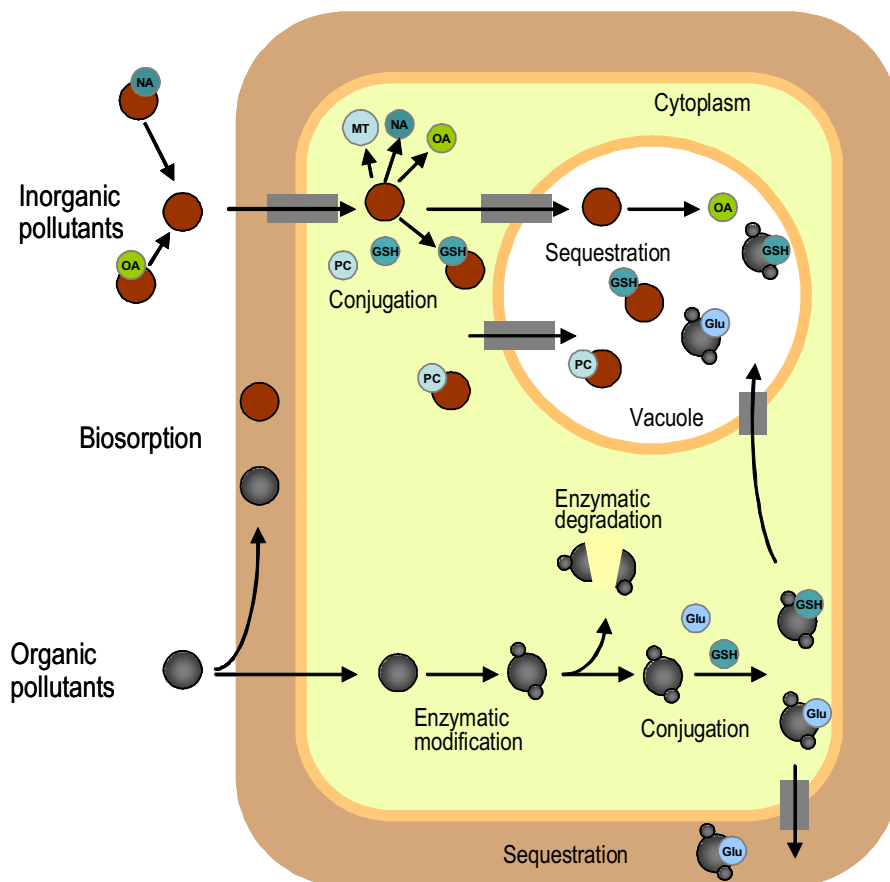 NA
Cytoplasm
MT
NA
OA
Inorganic
pollutants
OA
GSH
GSH
PC
Conjugation
Sequestration
OA
GSH
GSH
Glu
PC
PC
Vacuole
Biosorption
Enzymatic
degradation
Glu
GSH
GSH
Organic
pollutants
Enzymatic
modification
Conjugation
Glu
Sequestration
Glu